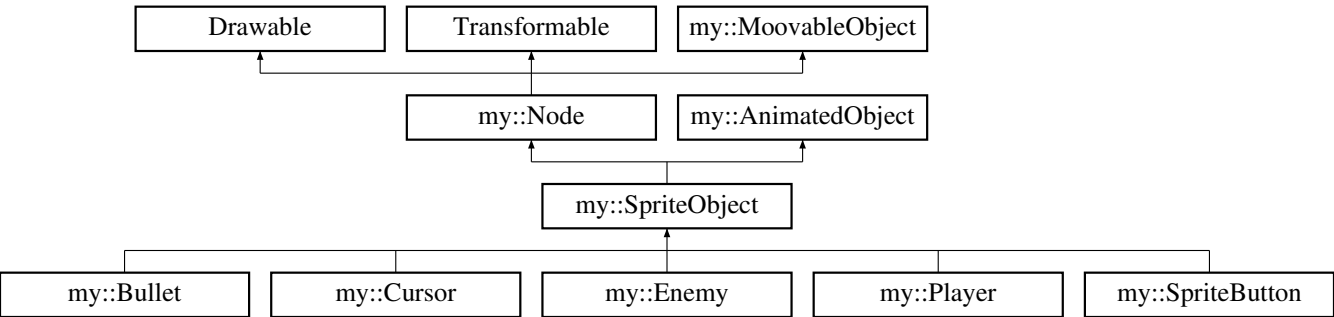 Drawable
Transformable
my::MoovableObject
my::Node
my::AnimatedObject
my::SpriteObject
my::Bullet
my::Cursor
my::Enemy
my::Player
my::SpriteButton